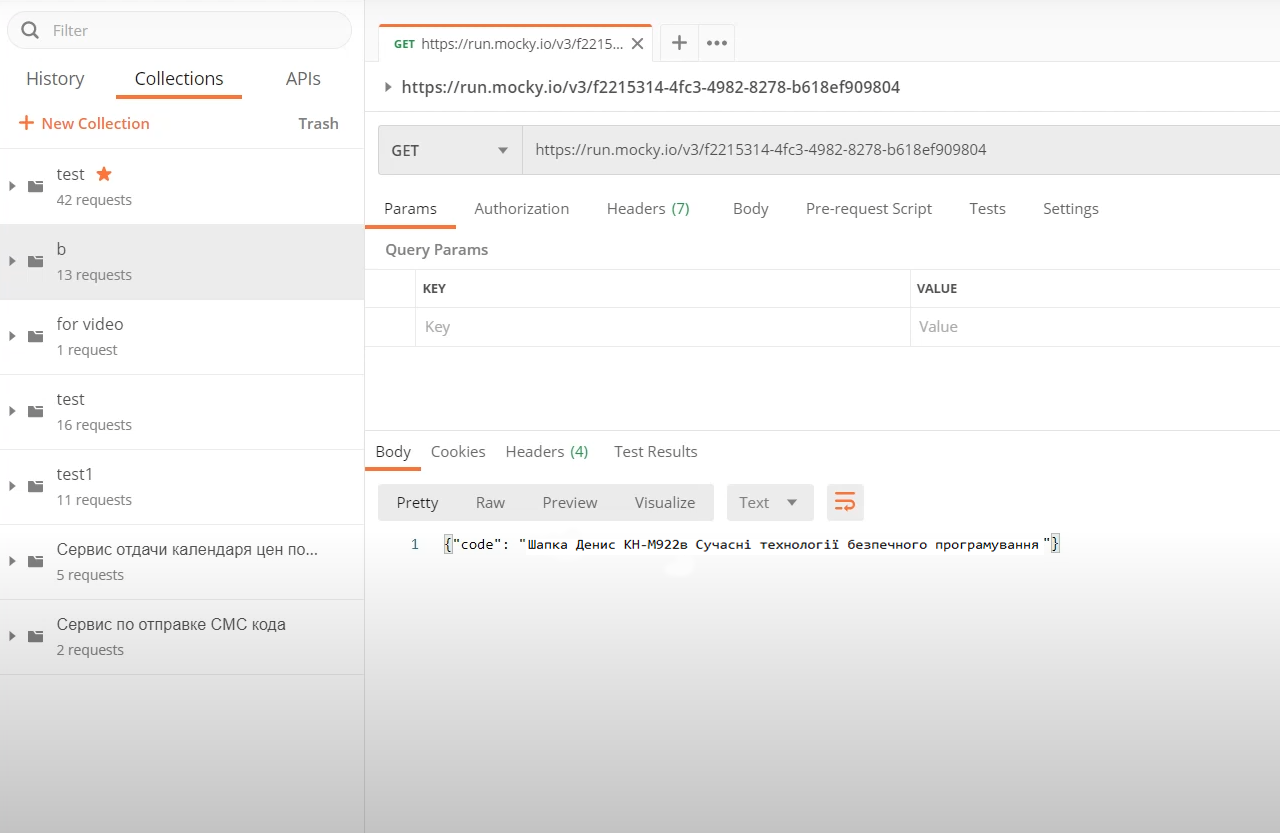 Filter
History Collections APIs
+ New Collection Trash
test
42 requests
b
13 requests
for video
1 request
test
16 requests
test1
11 requests
Сервис отдачи календаря цен по...
5 requests
Сервис по отправке СМС кода
2 requests
GET https://run.mocky.io/v3/f2215...
https://run.mocky.io/v3/f2215314-4fc3-4982-8278-b618ef909804
GET https://run.mocky.io/v3/f2215314-4fc3-4982-8278-b618ef909804
Params Authorization Headers (7) Body Pre-request Script Tests Settings
Query Params
KEY VALUE
Key Value
Body Cookies Headers (4) Test Results
Pretty Raw Preview Visualize Text
1 {"code": "Шапка Денис КН-М922в Сучасні технології безпечного програмування"}